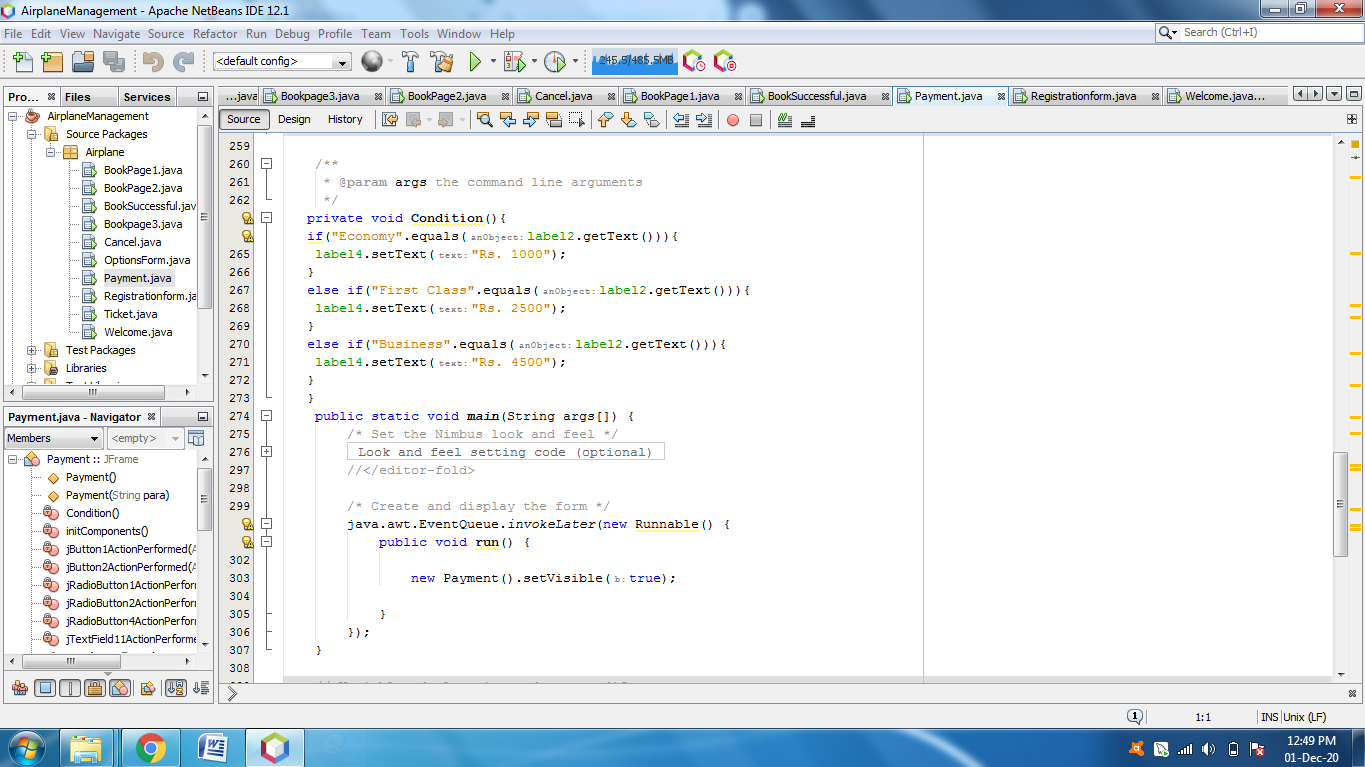 AirplaneManagement - Apache NetBeans IDE 12.1
File Edit View Navigate Source Refactor Run Debug Profile Team Tools Window Help
Search (Ctrl+I)
<default config>
245.5/485.5MB
Pro... Files Services
AirplaneManagement
Source Packages
Airplane
BookPage1.java
BookPage2.java
BookSuccessful.jav
Bookpage3.java
Cancel.java
OptionsForm.java
Payment.java
Registrationform.ja
Ticket.java
Welcome.java
Test Packages
Libraries
Payment.java - Navigator
Members <empty>
Payment :: JFrame
Payment()
Payment(String para)
Condition()
initComponents()
jButton1ActionPerformed(A
jButton2ActionPerformed(A
jRadioButton1ActionPerforr
jRadioButton2ActionPerforr
jRadioButton4ActionPerforr
jTextField11ActionPerforme
...java Bookpage3.java BookPage2.java Cancel.java BookPage1.java BookSuccessful.java Payment.java Registrationform.java Welcome.java...
Source Design History
259
260 /**
261 * @param args the command line arguments
262 */
private void Condition(){
if("Economy".equals( anObject: label2.getText())){
265 label4.setText( text: "Rs. 1000");
266 }
267 else if("First Class".equals( anObject: label2.getText())){
268 label4.setText( text: "Rs. 2500");
269 }
270 else if("Business".equals( anObject: label2.getText())){
271 label4.setText( text: "Rs. 4500");
272 }
273 }
274 public static void main(String args[]) {
275 /* Set the Nimbus look and feel */
276 Look and feel setting code (optional)
297 //</editor-fold>
298
299 /* Create and display the form */
java.awt.EventQueue.invokeLater(new Runnable() {
public void run() {
302
303 new Payment().setVisible( b: true);
304
305 }
306 });
307 }
308
1 1:1 INS Unix (LF)
12:49 PM
01-Dec-20